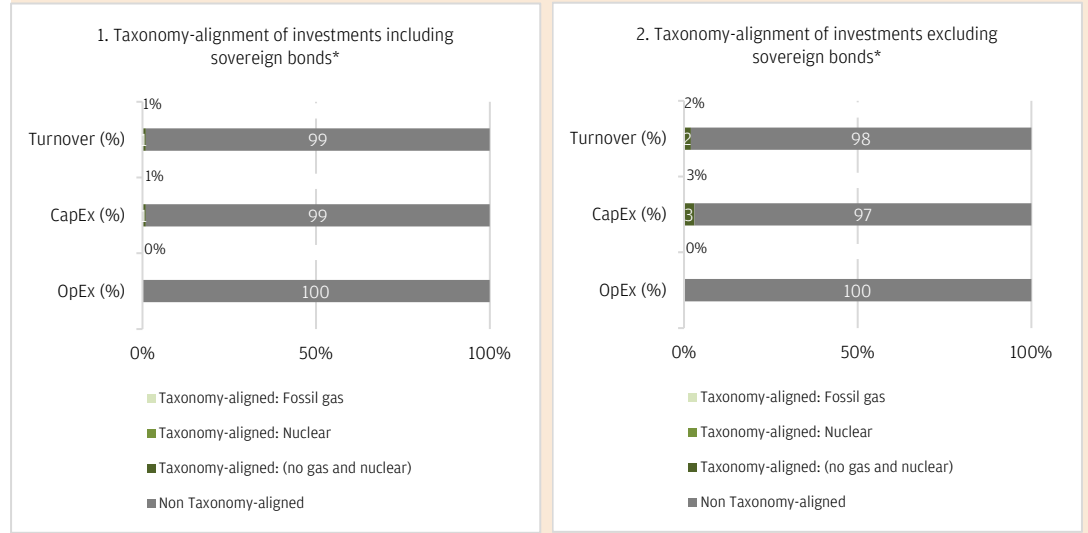 1. Taxonomy-alignment of investments including
sovereign bonds*
1%
Turnover (%)
1
99
1%
CapEx (%)
1
99
0%
OpEx (%)
100
0%
50%
100%
Taxonomy-aligned: Fossil gas
Taxonomy-aligned: Nuclear
Taxonomy-aligned: (no gas and nuclear)
Non Taxonomy-aligned
2. Taxonomy-alignment of investments excluding
sovereign bonds*
2%
Turnover (%)
2
98
3%
CapEx (%)
3
97
0%
OpEx (%)
100
0%
50%
100%
Taxonomy-aligned: Fossil gas
Taxonomy-aligned: Nuclear
Taxonomy-aligned: (no gas and nuclear)
Non Taxonomy-aligned